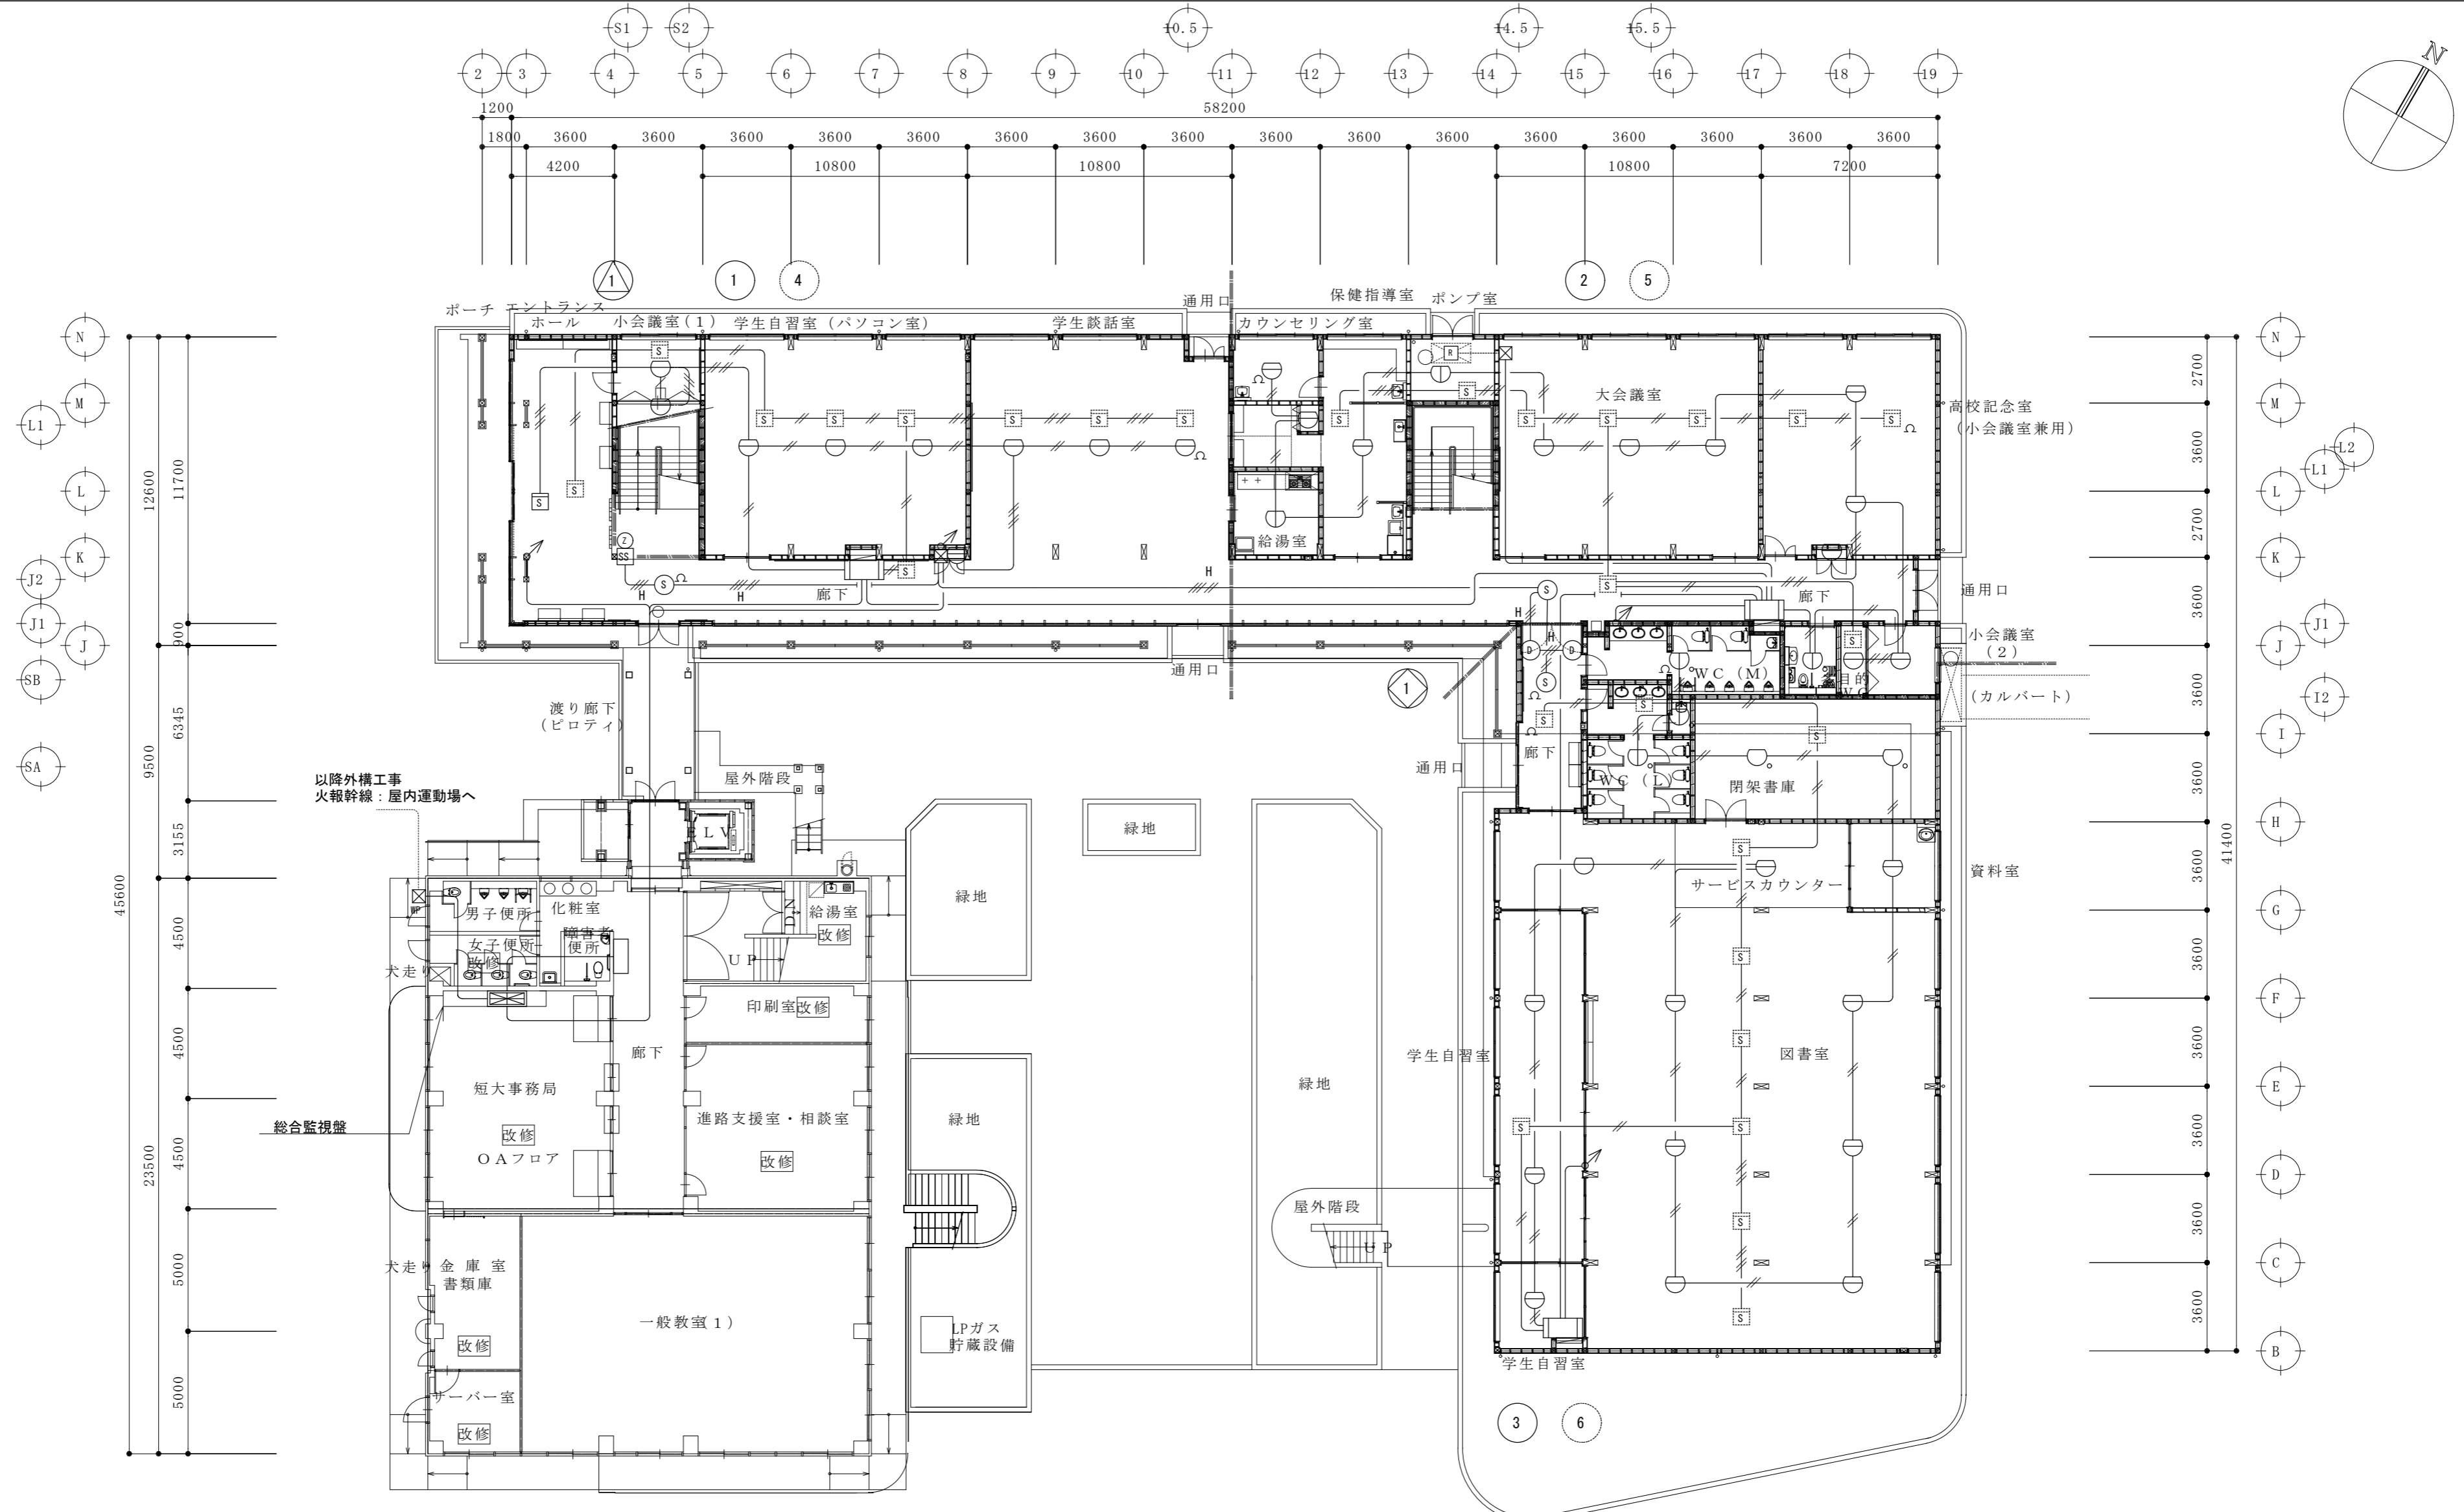 S1 S2 10.5 14.5 15.5
2 3 4 5 6 7 8 9 10 11 12 13 14 15 16 17 18 19
N
1200 58200
1800 3600 3600 3600 3600 3600 3600 3600 3600 3600 3600 3600 3600 3600 3600 3600 3600
4200 10800 10800 10800 7200
1 1 4 2 5
ポーチ エントランス
ホール
小会議室(1)
学生自習室(パソコン室)
学生談話室
通用口
カウンセリング室
保健指導室
ポンプ室
大会議室
高校記念室
(小会議室兼用)
給湯室
廊下
廊下
通用口
小会議室
(2)
(カルバート)
通用口
1
WC(M)
WC(L)
廊下
通用口
閉架書庫
サービスカウンター
資料室
図書室
学生自習室
学生自習室
3 6
渡り廊下
(ピロティ)
屋外階段
以降外構工事
火報幹線:屋内運動場へ
ELV
緑地
緑地
緑地
緑地
男子便所
化粧室
女子便所
改修
障害者
便所
給湯室
改修
UP
犬走り
印刷室 改修
廊下
短大事務局
改修
OAフロア
総合監視盤
進路支援室・相談室
改修
屋外階段
UP
犬走り
金庫室
書類庫
改修
一般教室(1)
LPガス
貯蔵設備
サーバー室
改修
N M L1 L K J2 J1 J SB SA
45600
12600 9500 23500
11700 900 6345 3155 4500 4500 4500 5000 5000
N M L2 L1 L K J1 J I2 I H G F E D C B
2700 3600 2700 3600 3600 3600 3600 3600 3600 3600 3600 3600
41400